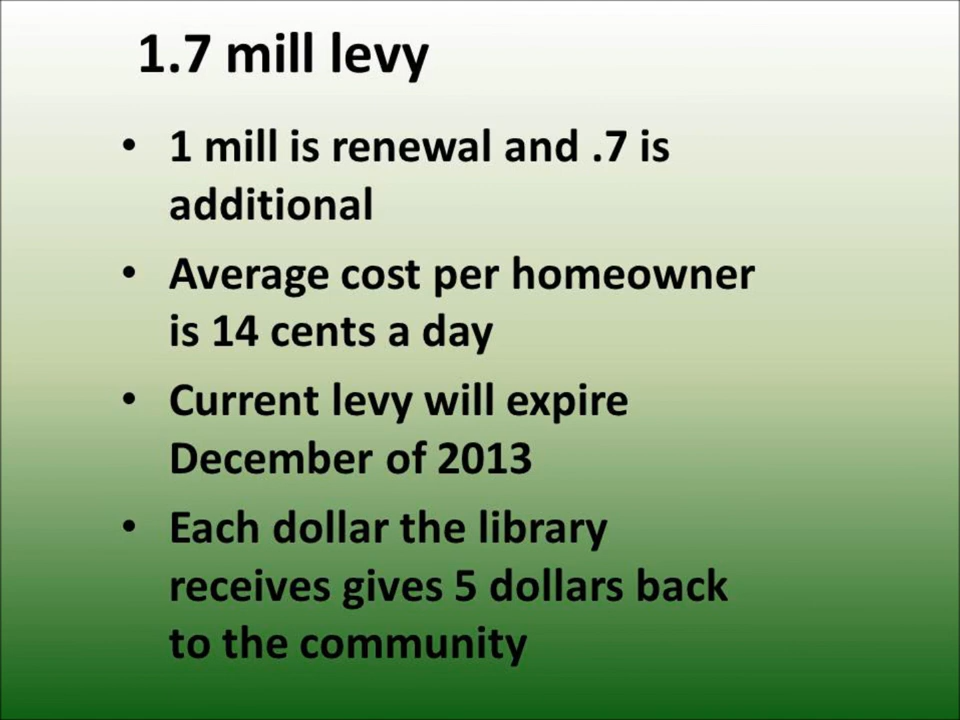 1.7 mill levy
• 1 mill is renewal and .7 is
additional
• Average cost per homeowner
is 14 cents a day
• Current levy will expire
December of 2013
• Each dollar the library
receives gives 5 dollars back
to the community